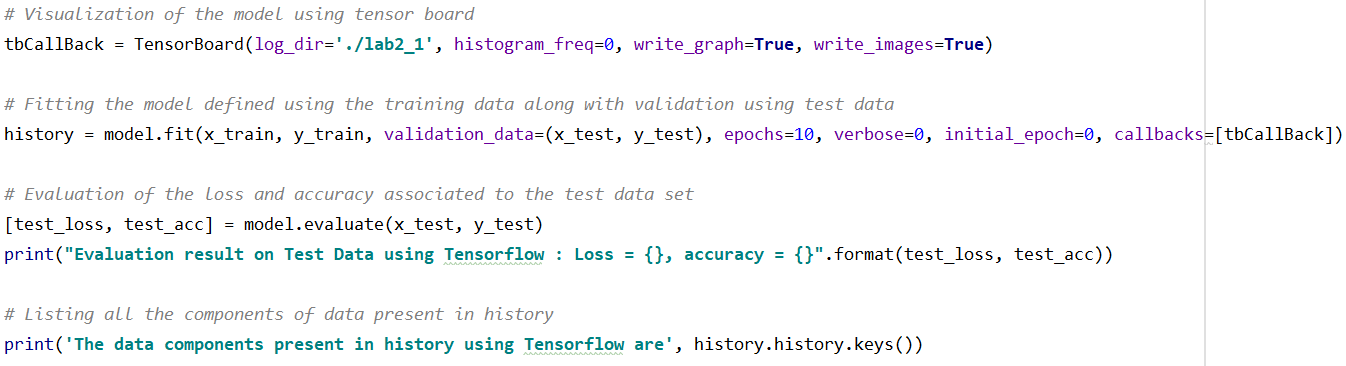 # Visualization of the model using tensor board
tbCallBack = TensorBoard(log_dir='./lab2_1', histogram_freq=0, write_graph=True, write_images=True)
# Fitting the model defined using the training data along with validation using test data
history = model.fit(x_train, y_train, validation_data=(x_test, y_test), epochs=10, verbose=0, initial_epoch=0, callbacks=[tbCallBack])
# Evaluation of the loss and accuracy associated to the test data set
[test_loss, test_acc] = model.evaluate(x_test, y_test)
print("Evaluation result on Test Data using Tensorflow : Loss = {}, accuracy = {}".format(test_loss, test_acc))
# Listing all the components of data present in history
print('The data components present in history using Tensorflow are', history.history.keys())